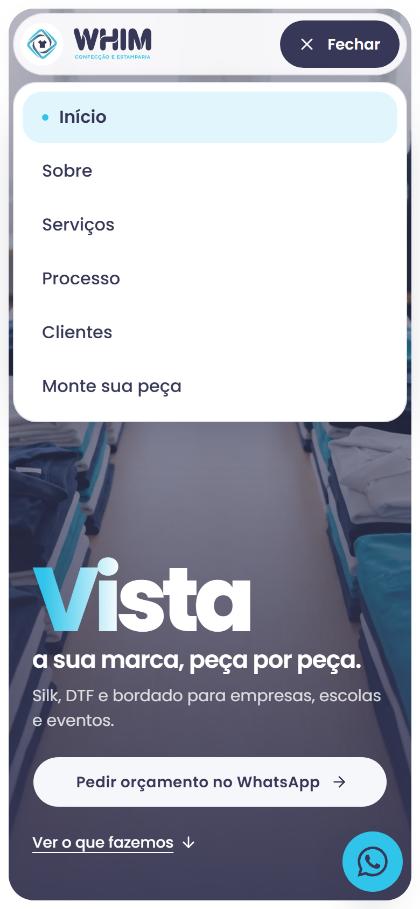 WHIM
CONFECÇÃO E ESTAMPARIA
Fechar
Início
Sobre
Serviços
Processo
Clientes
Monte sua peça
Vista
a sua marca, peça por peça.
Silk, DTF e bordado para empresas, escolas
e eventos.
Pedir orçamento no WhatsApp
Ver o que fazemos